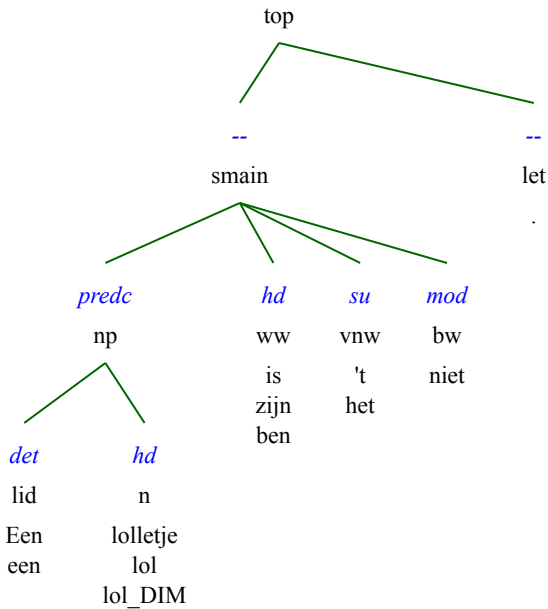 top
-- --
smain let
.
predc hd su mod
np ww vnw bw
is 't niet
zijn het
ben
det hd
lid n
Een lolletje
een lol
lol_DIM